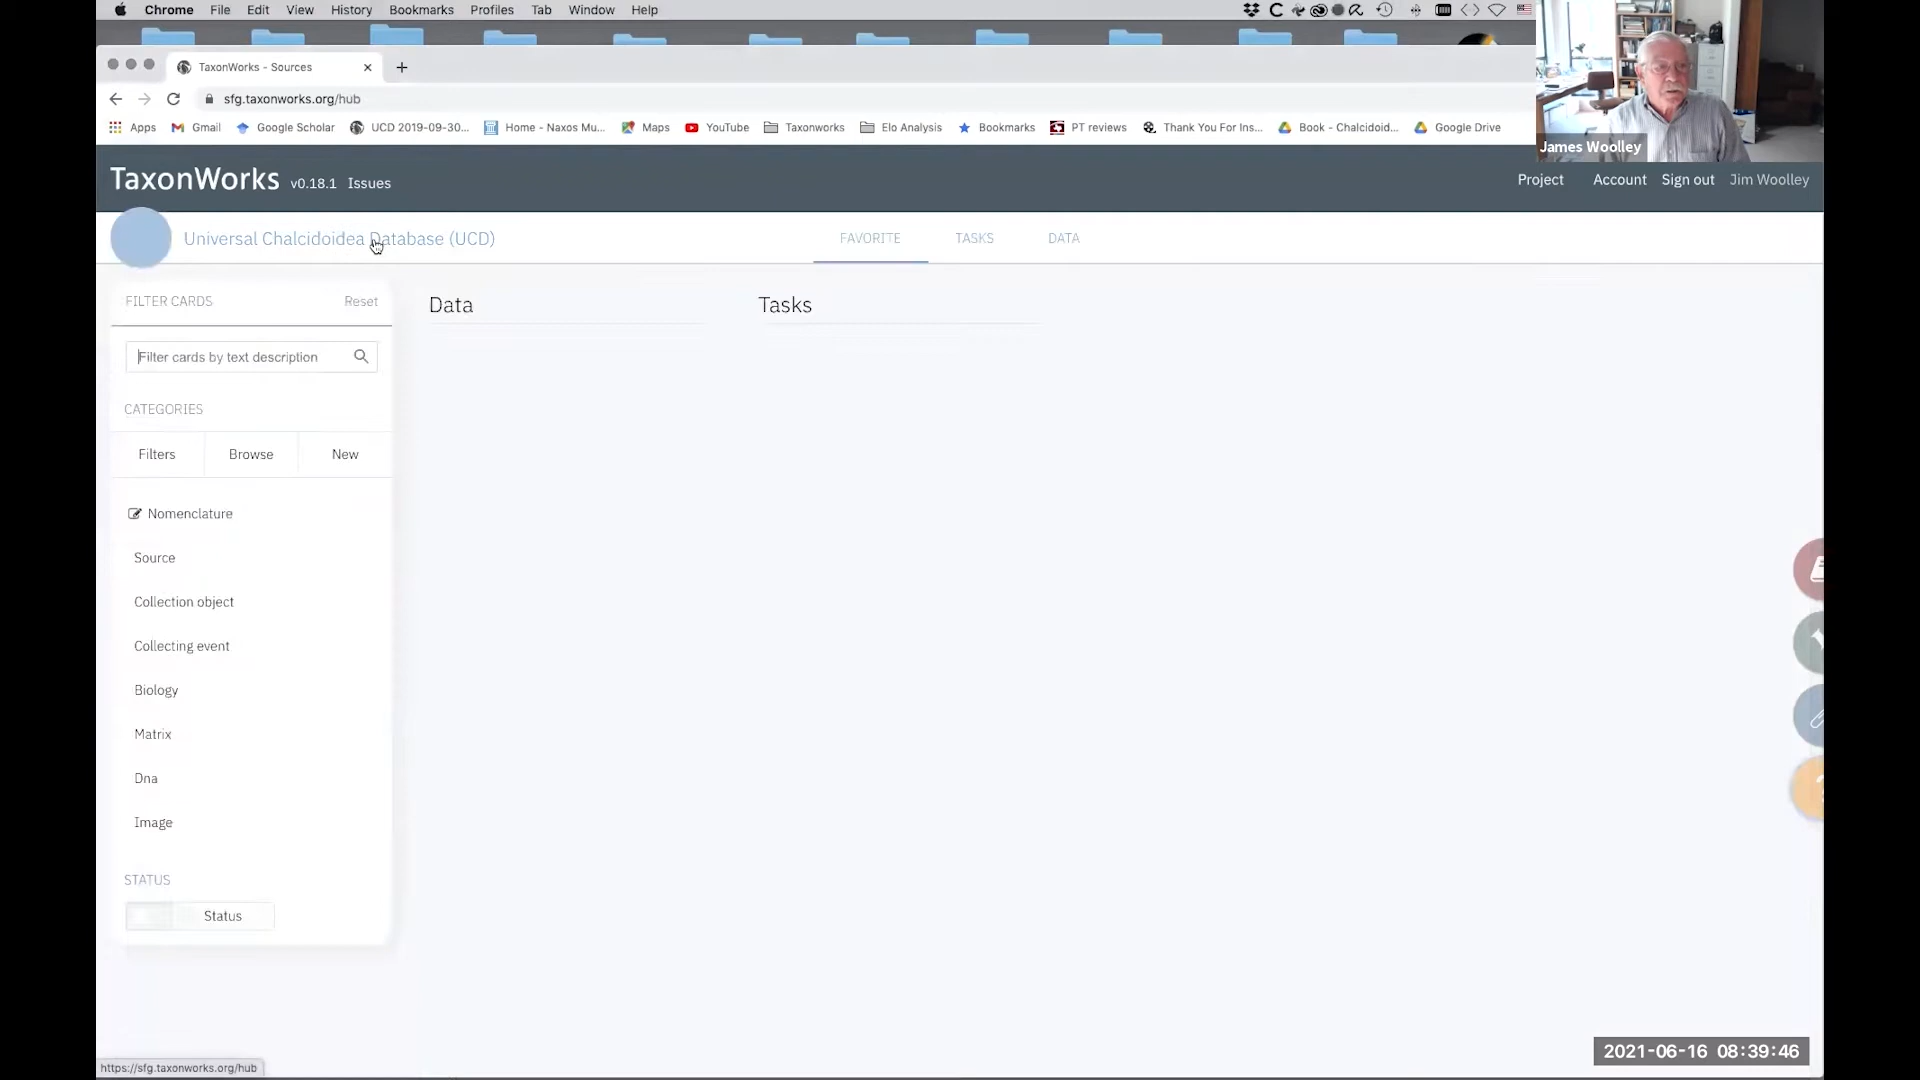 Chrome File Edit View History Bookmarks Profiles Tab Window Help
TaxonWorks - Sources
sfg.taxonworks.org/hub
Apps Gmail Google Scholar UCD 2019-09-30... Home - Naxos Mu... Maps YouTube Taxonworks Elo Analysis Bookmarks PT reviews Thank You For Ins... Book - Chalcidoid... Google Drive
James Woolley
TaxonWorks v0.18.1 Issues Project Account Sign out Jim Woolley
Universal Chalcidoidea Database (UCD) FAVORITE TASKS DATA
FILTER CARDS Reset
Data Tasks
Filter cards by text description
CATEGORIES
Filters Browse New
Nomenclature
Source
Collection object
Collecting event
Biology
Matrix
Dna
Image
STATUS
Status
2021-06-16 08:39:46
https://sfg.taxonworks.org/hub